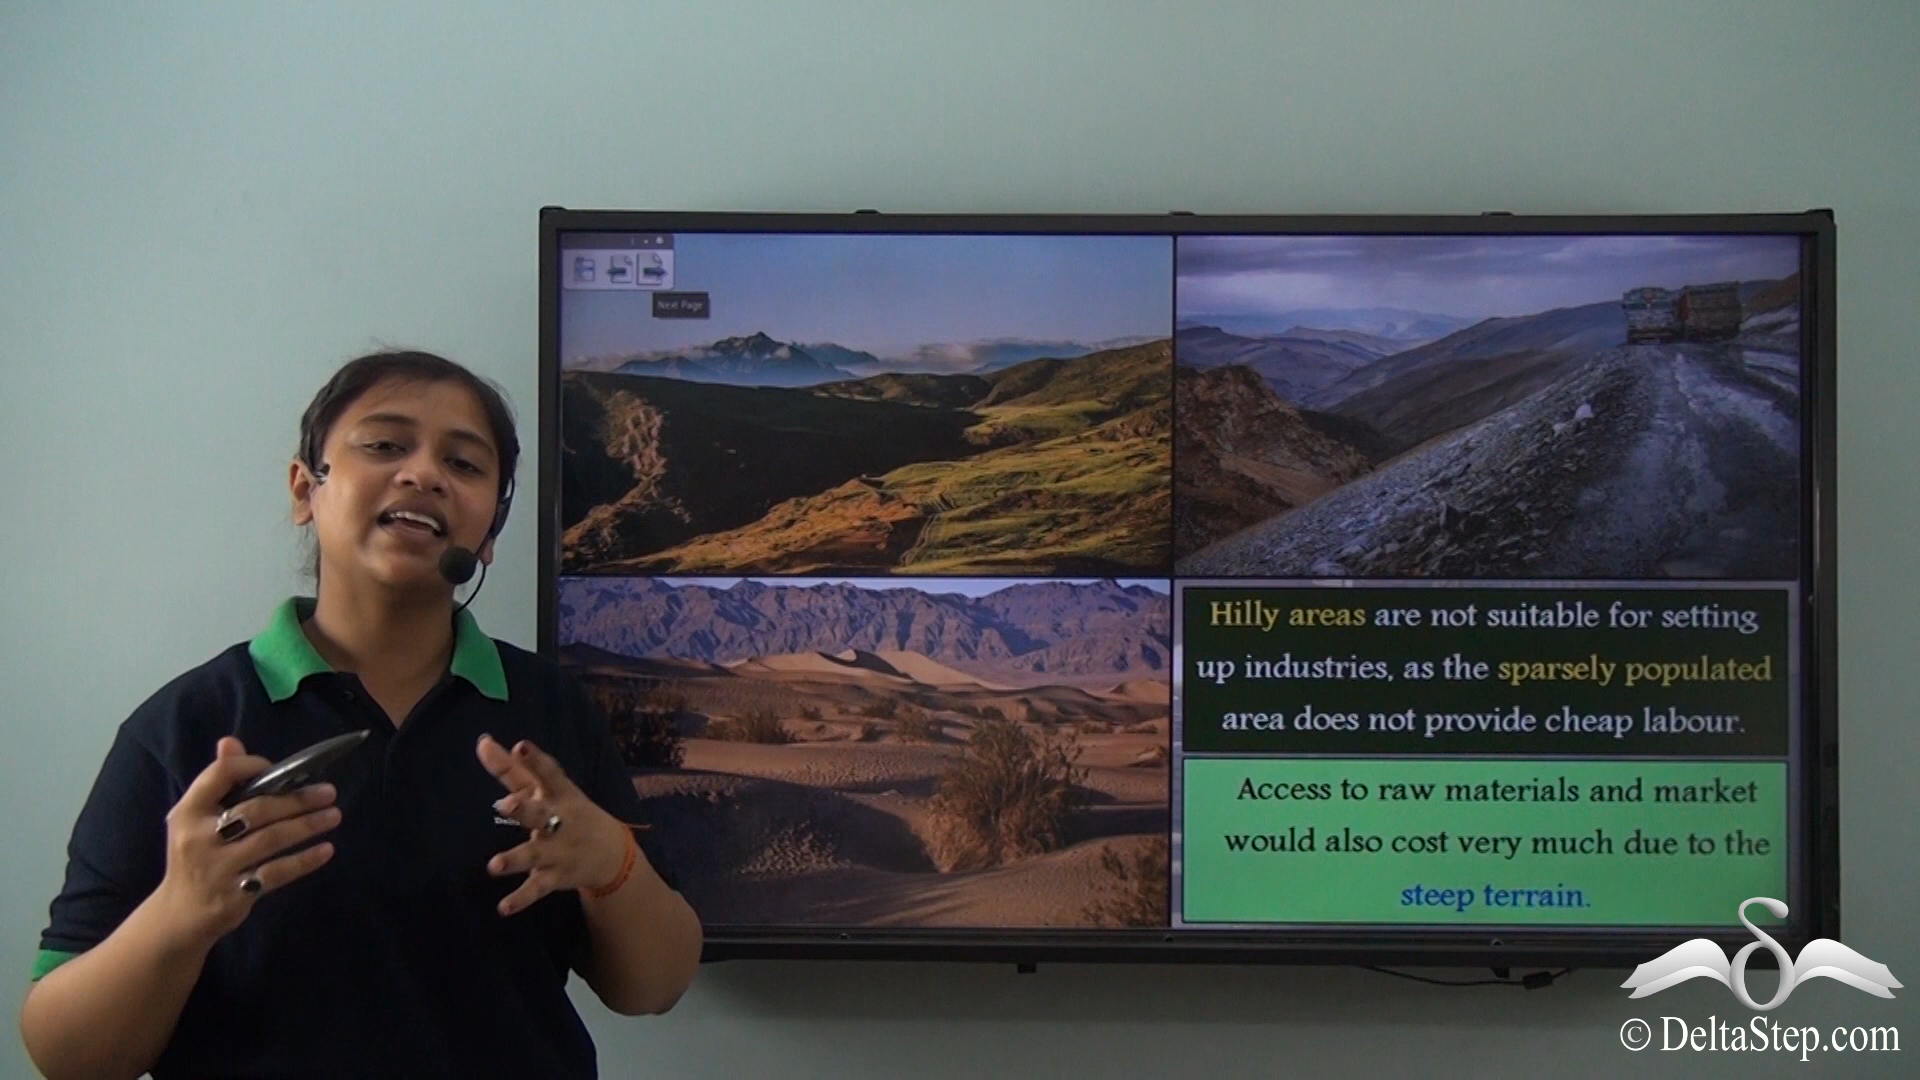 Next Page
Hilly areas are not suitable for setting
up industries, as the sparsely populated
area does not provide cheap labour.
Access to raw materials and market
would also cost very much due to the
steep terrain.
© DeltaStep.com